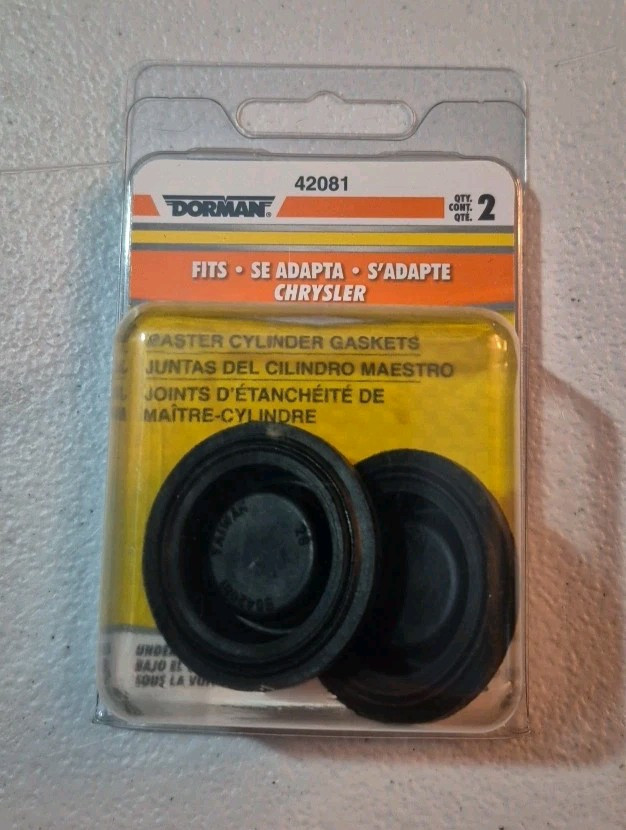 42081
DORMAN®
QTY.
CONT.
QTÉ.
2
FITS • SE ADAPTA • S'ADAPTE
CHRYSLER
MASTER CYLINDER GASKETS
JUNTAS DEL CILINDRO MAESTRO
JOINTS D'ÉTANCHÉITÉ DE
MAÎTRE-CYLINDRE
TAIWAN
BAJO EL
SOUS LA